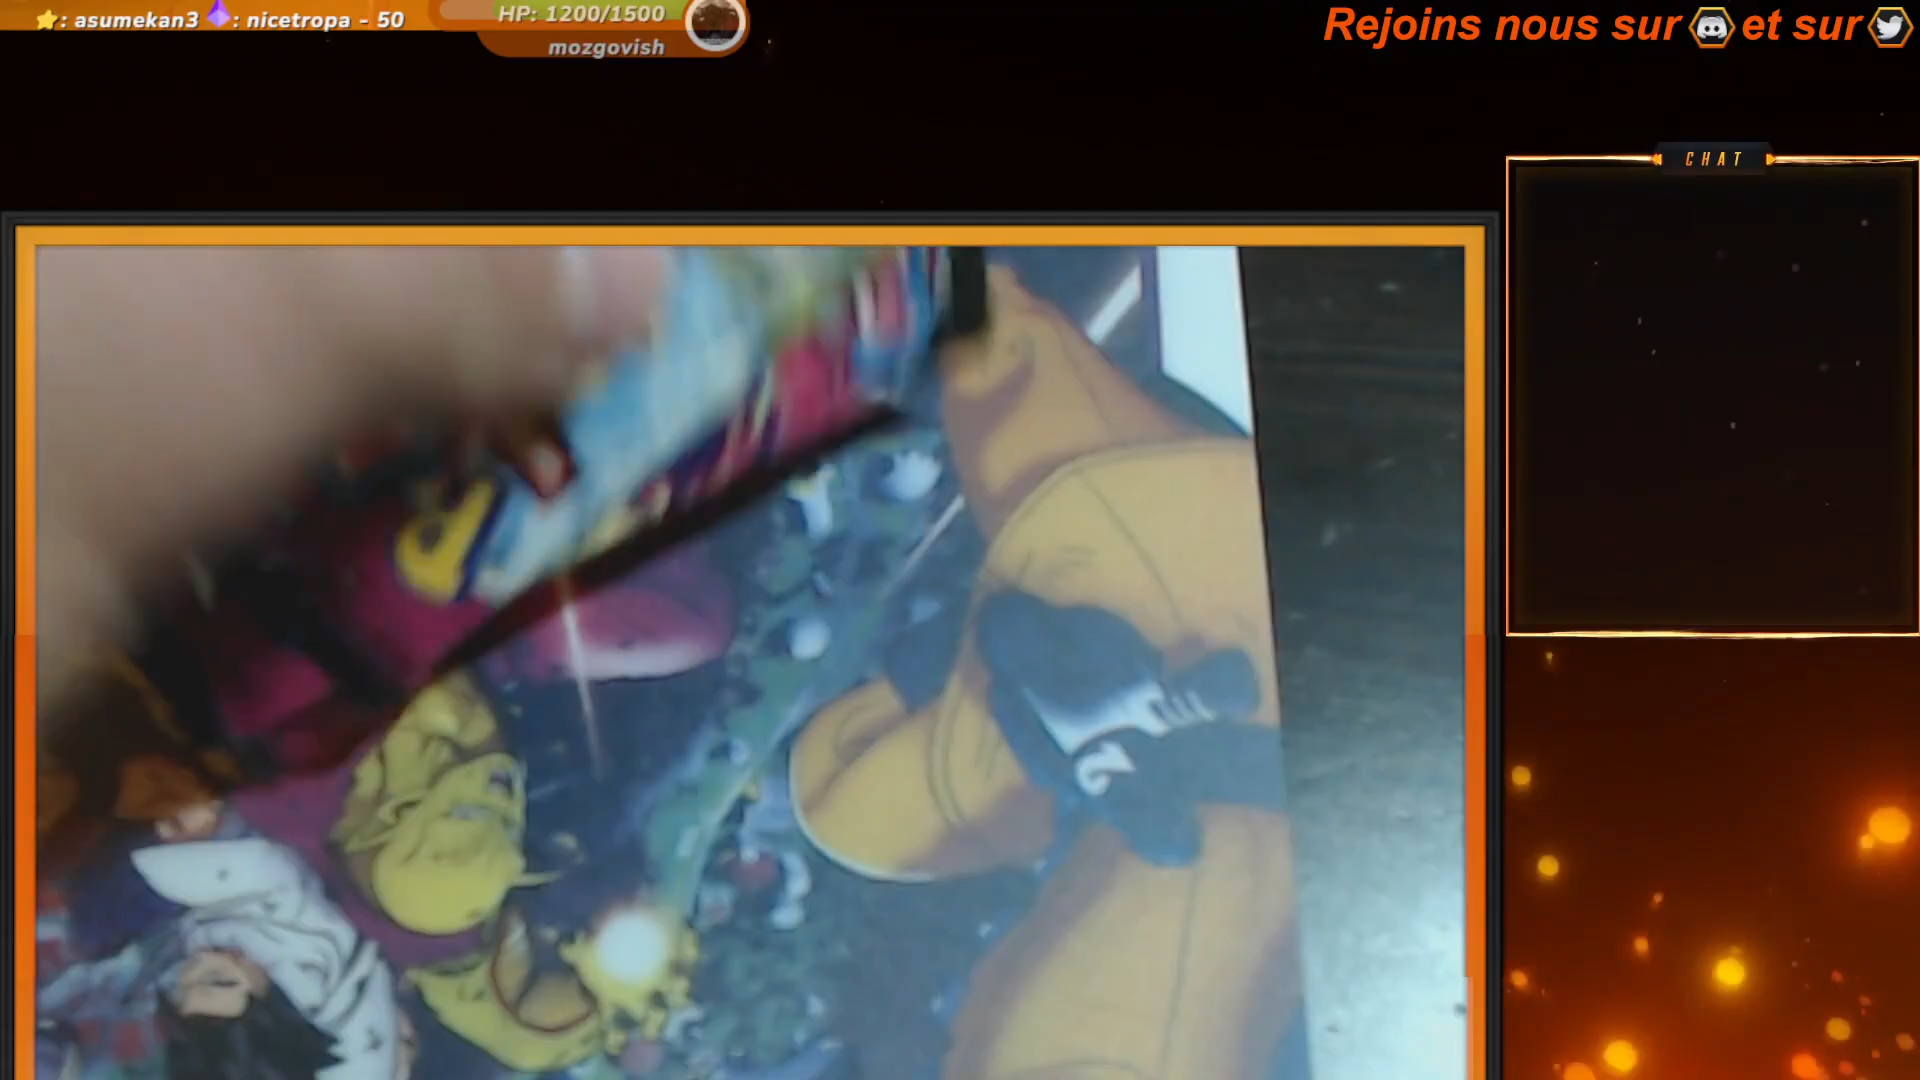 : asumekan3 : nicetropa - 50
HP: 1200/1500
mozgovish
Rejoins nous sur et sur
CHAT